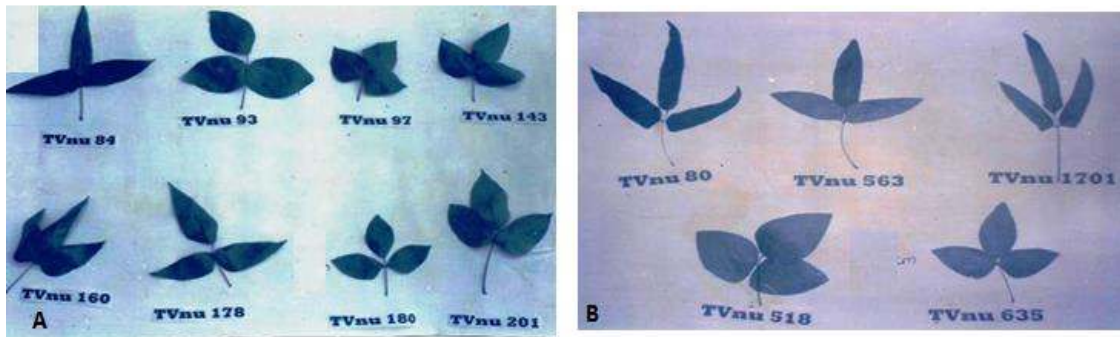 TVnu 84
TVnu 93
TVnu 97
TVnu 143
TVnu 160
TVnu 178
TVnu 180
TVnu 201
A
TVnu 80
TVnu 563
TVnu 1701
TVnu 518
TVnu 635
B